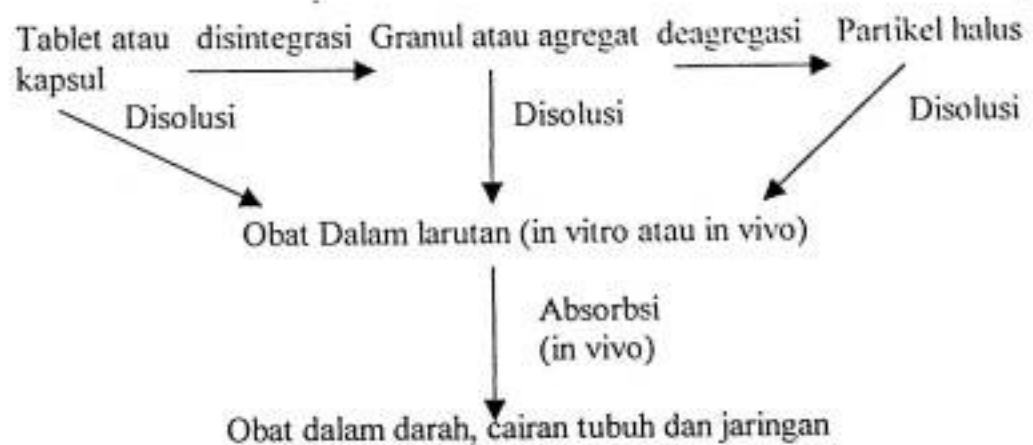 Tablet atau disintegrasi Granul atau agregat deagregasi Partikel halus
kapsul
Disolusi Disolusi Disolusi
Obat Dalam larutan (in vitro atau in vivo)
Absorbsi
(in vivo)
Obat dalam darah, cairan tubuh dan jaringan